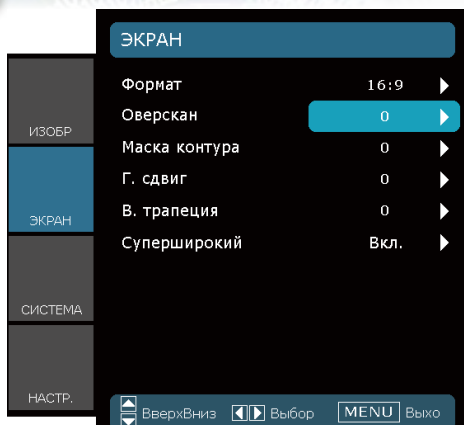 ЭКРАН
Формат 16:9
Оверскан 0
Маска контура 0
Г. сдвиг 0
В. трапеция 0
Суперширокий Вкл.
ИЗОБР
ЭКРАН
СИСТЕМА
НАСТР.
ВверхВниз Выбор MENU Выхо